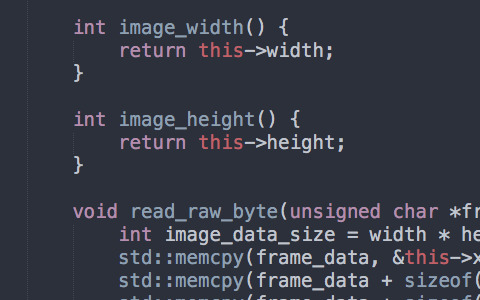 int image_width() {
return this->width;
}
int image_height() {
return this->height;
}
void read_raw_byte(unsigned char *fr
int image_data_size = width * he
std::memcpy(frame_data, &this->x
std::memcpy(frame_data + sizeof(